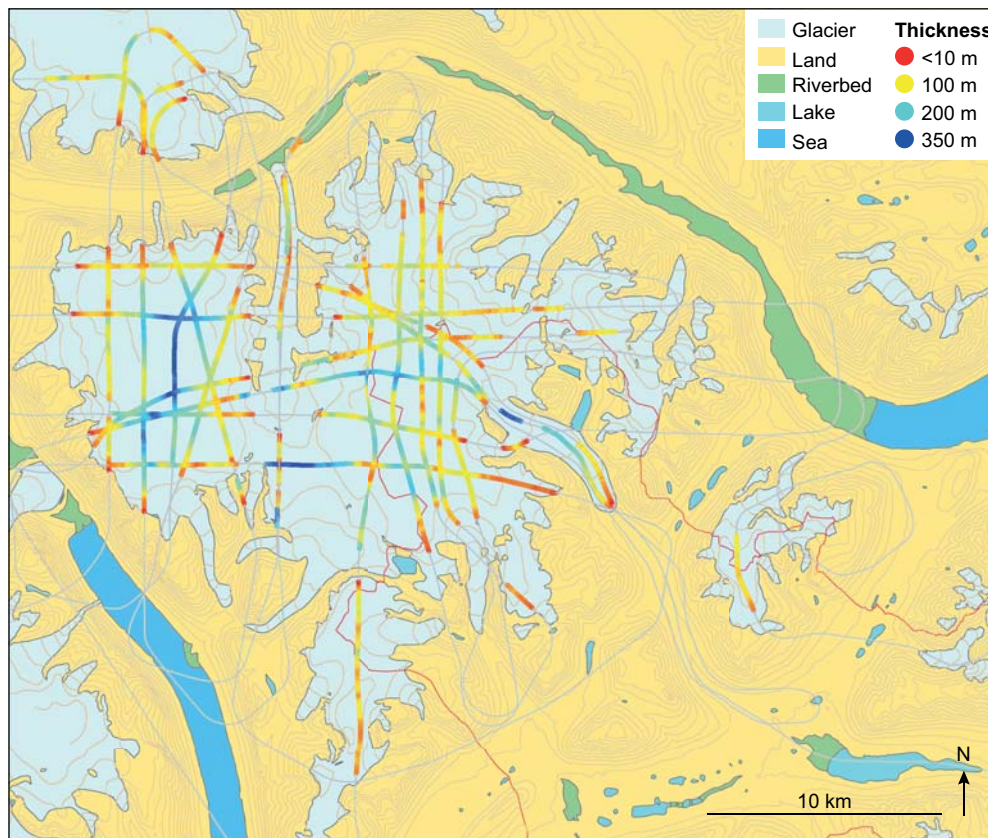 Glacier
Land
Riverbed
Lake
Sea
Thickness
<10 m
100 m
200 m
350 m
N
10 km